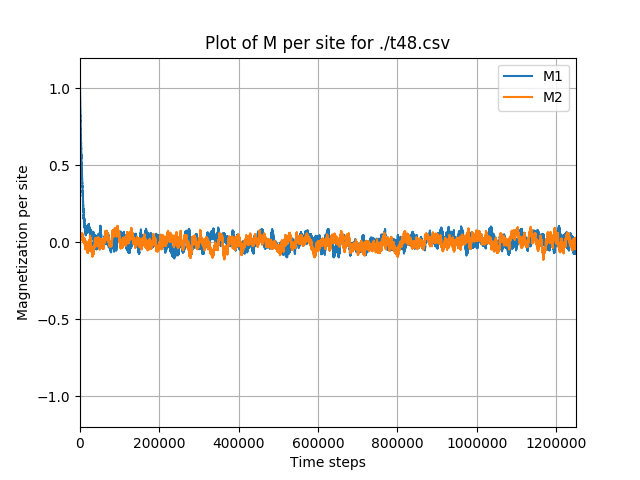 Plot of M per site for ./t48.csv
M1
M2
1.0
0.5
0.0
−0.5
−1.0
Magnetization per site
0 200000 400000 600000 800000 1000000 1200000
Time steps